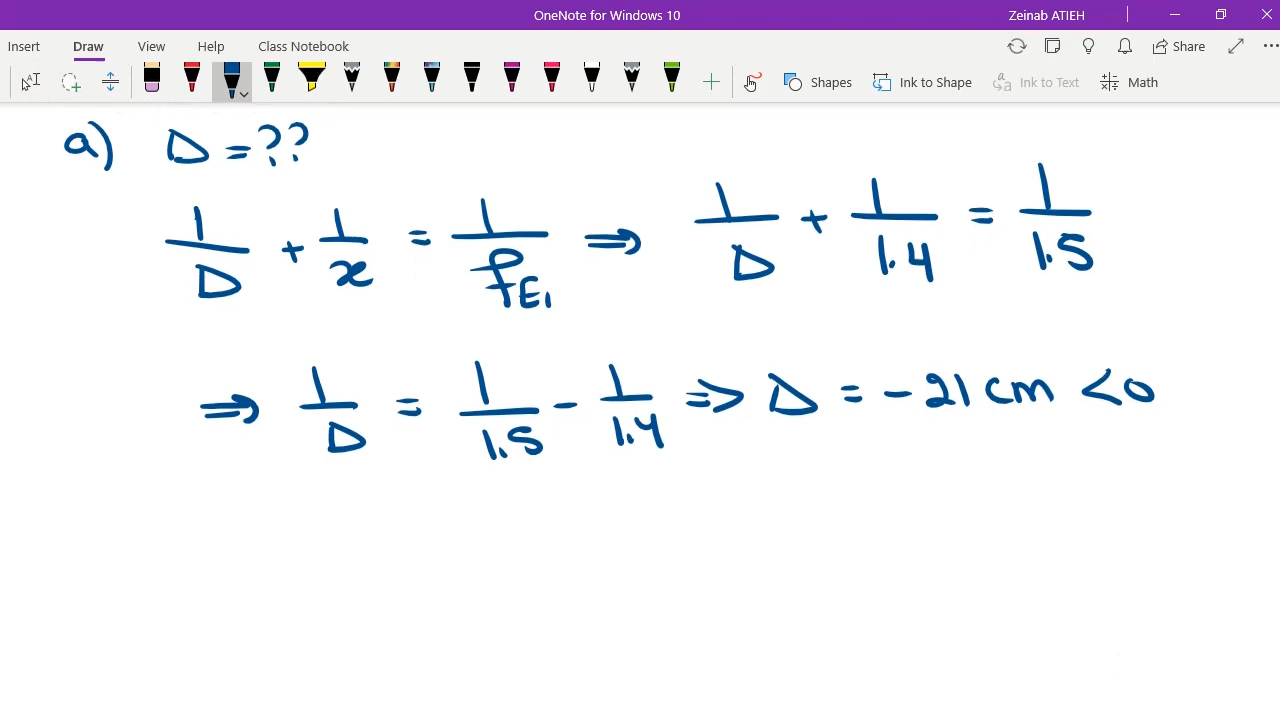 OneNote for Windows 10 Zeinab ATIEH
Insert Draw View Help Class Notebook Share
Shapes Ink to Shape Ink to Text Math
a) D = ??
1/D + 1/x = 1/f_E1 ⇒ 1/D + 1/1.4 = 1/1.5
⇒ 1/D = 1/1.5 - 1/1.4 ⇒ D = -21 cm < 0